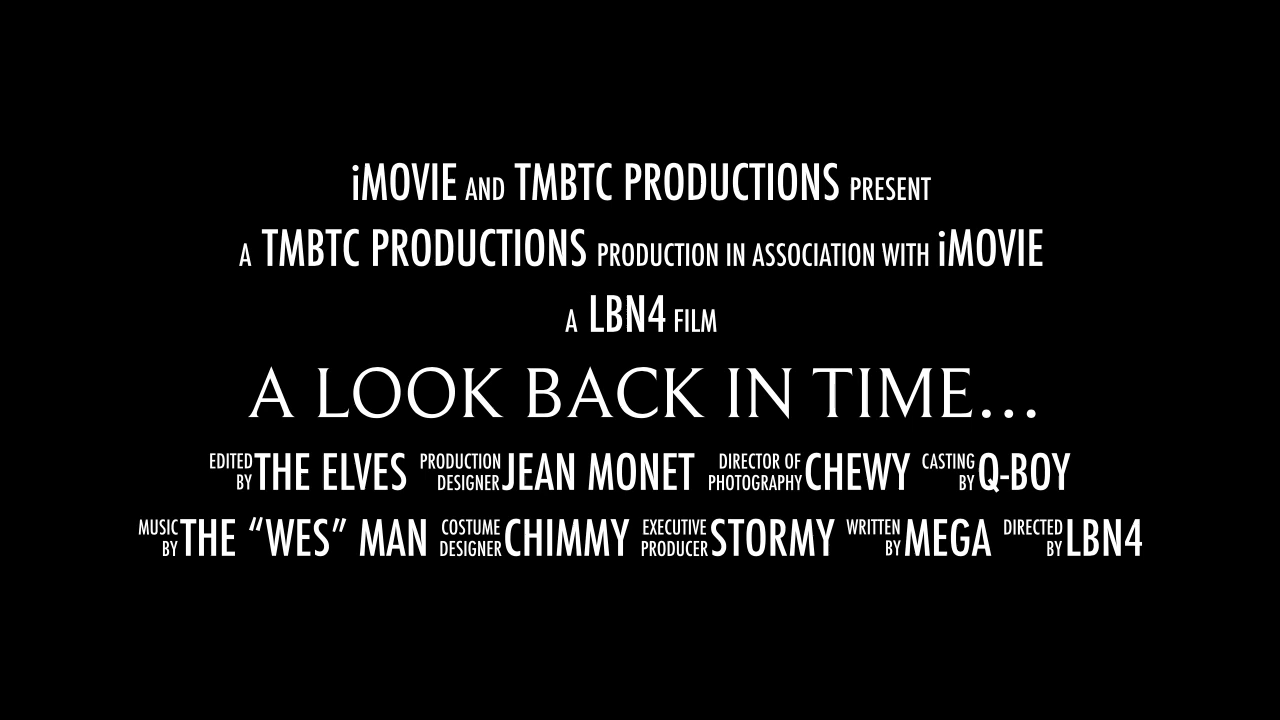 iMOVIE AND TMBTC PRODUCTIONS PRESENT
A TMBTC PRODUCTIONS PRODUCTION IN ASSOCIATION WITH iMOVIE
A LBN4 FILM
A LOOK BACK IN TIME...
EDITED BY THE ELVES PRODUCTION DESIGNER JEAN MONET DIRECTOR OF PHOTOGRAPHY CHEWY CASTING BY Q-BOY
MUSIC BY THE “WES” MAN COSTUME DESIGNER CHIMMY EXECUTIVE PRODUCER STORMY WRITTEN BY MEGA DIRECTED BY LBN4